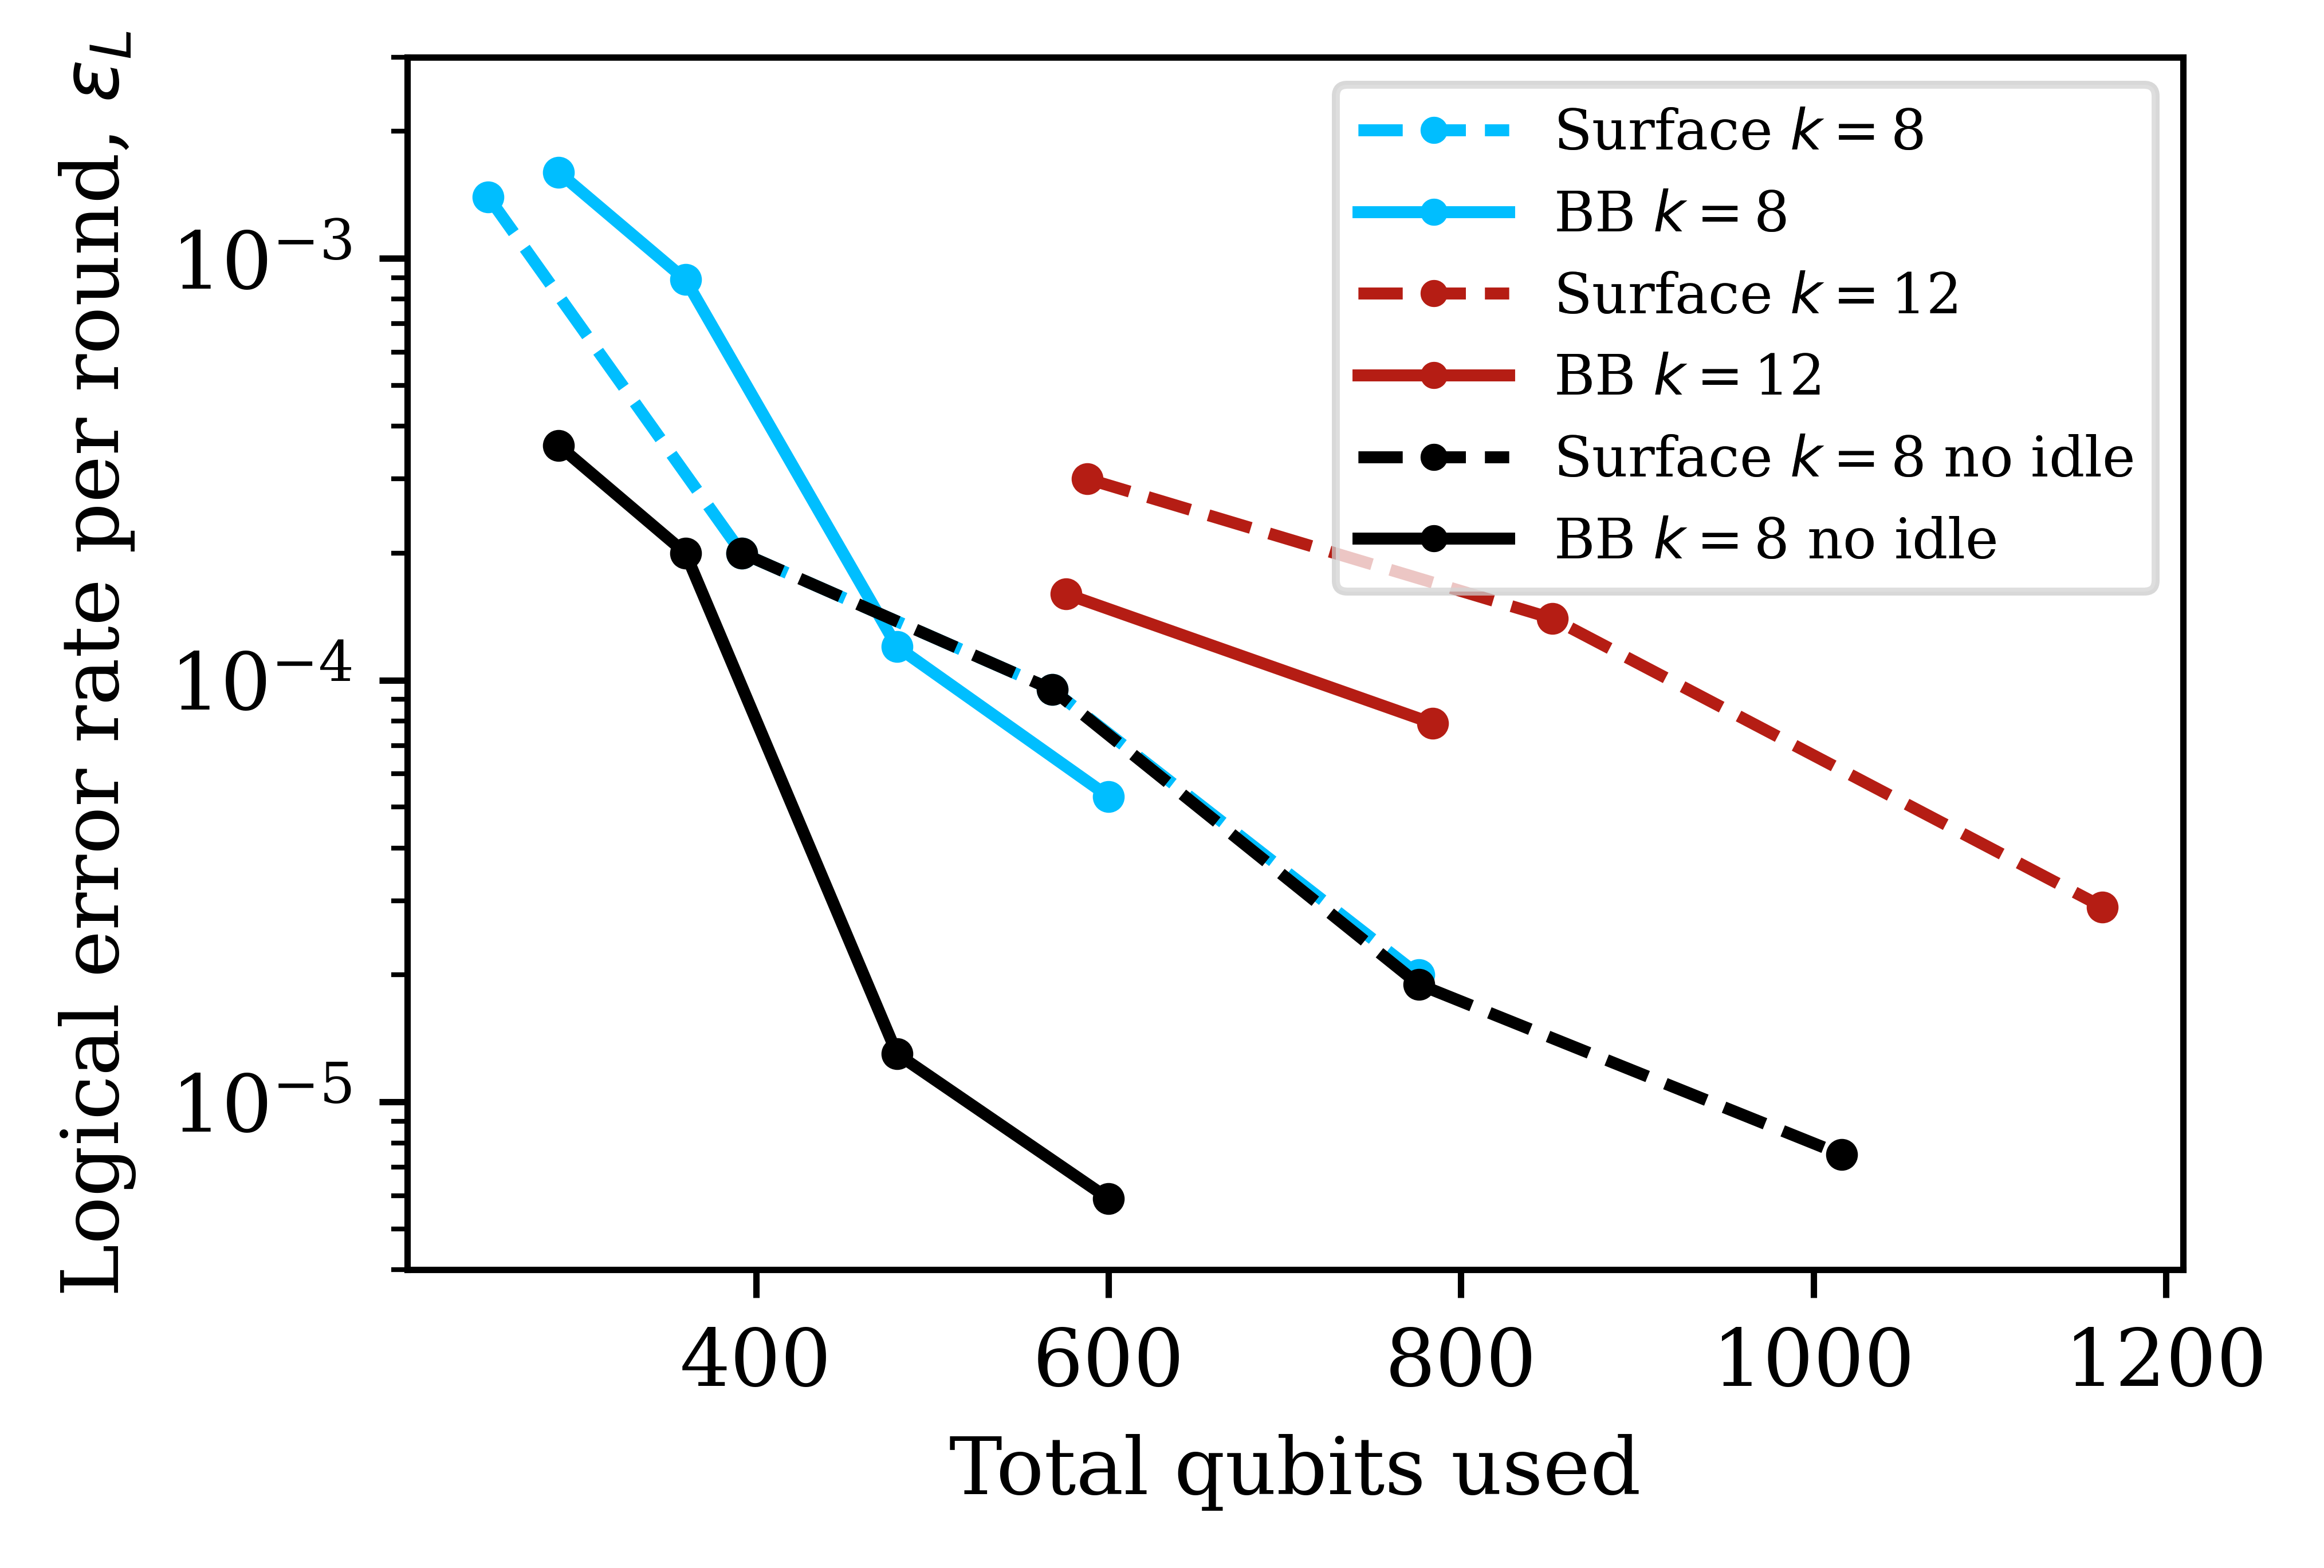 Logical error rate per round, ε_L
10⁻³
10⁻⁴
10⁻⁵
Surface k = 8
BB k = 8
Surface k = 12
BB k = 12
Surface k = 8 no idle
BB k = 8 no idle
400 600 800 1000 1200
Total qubits used